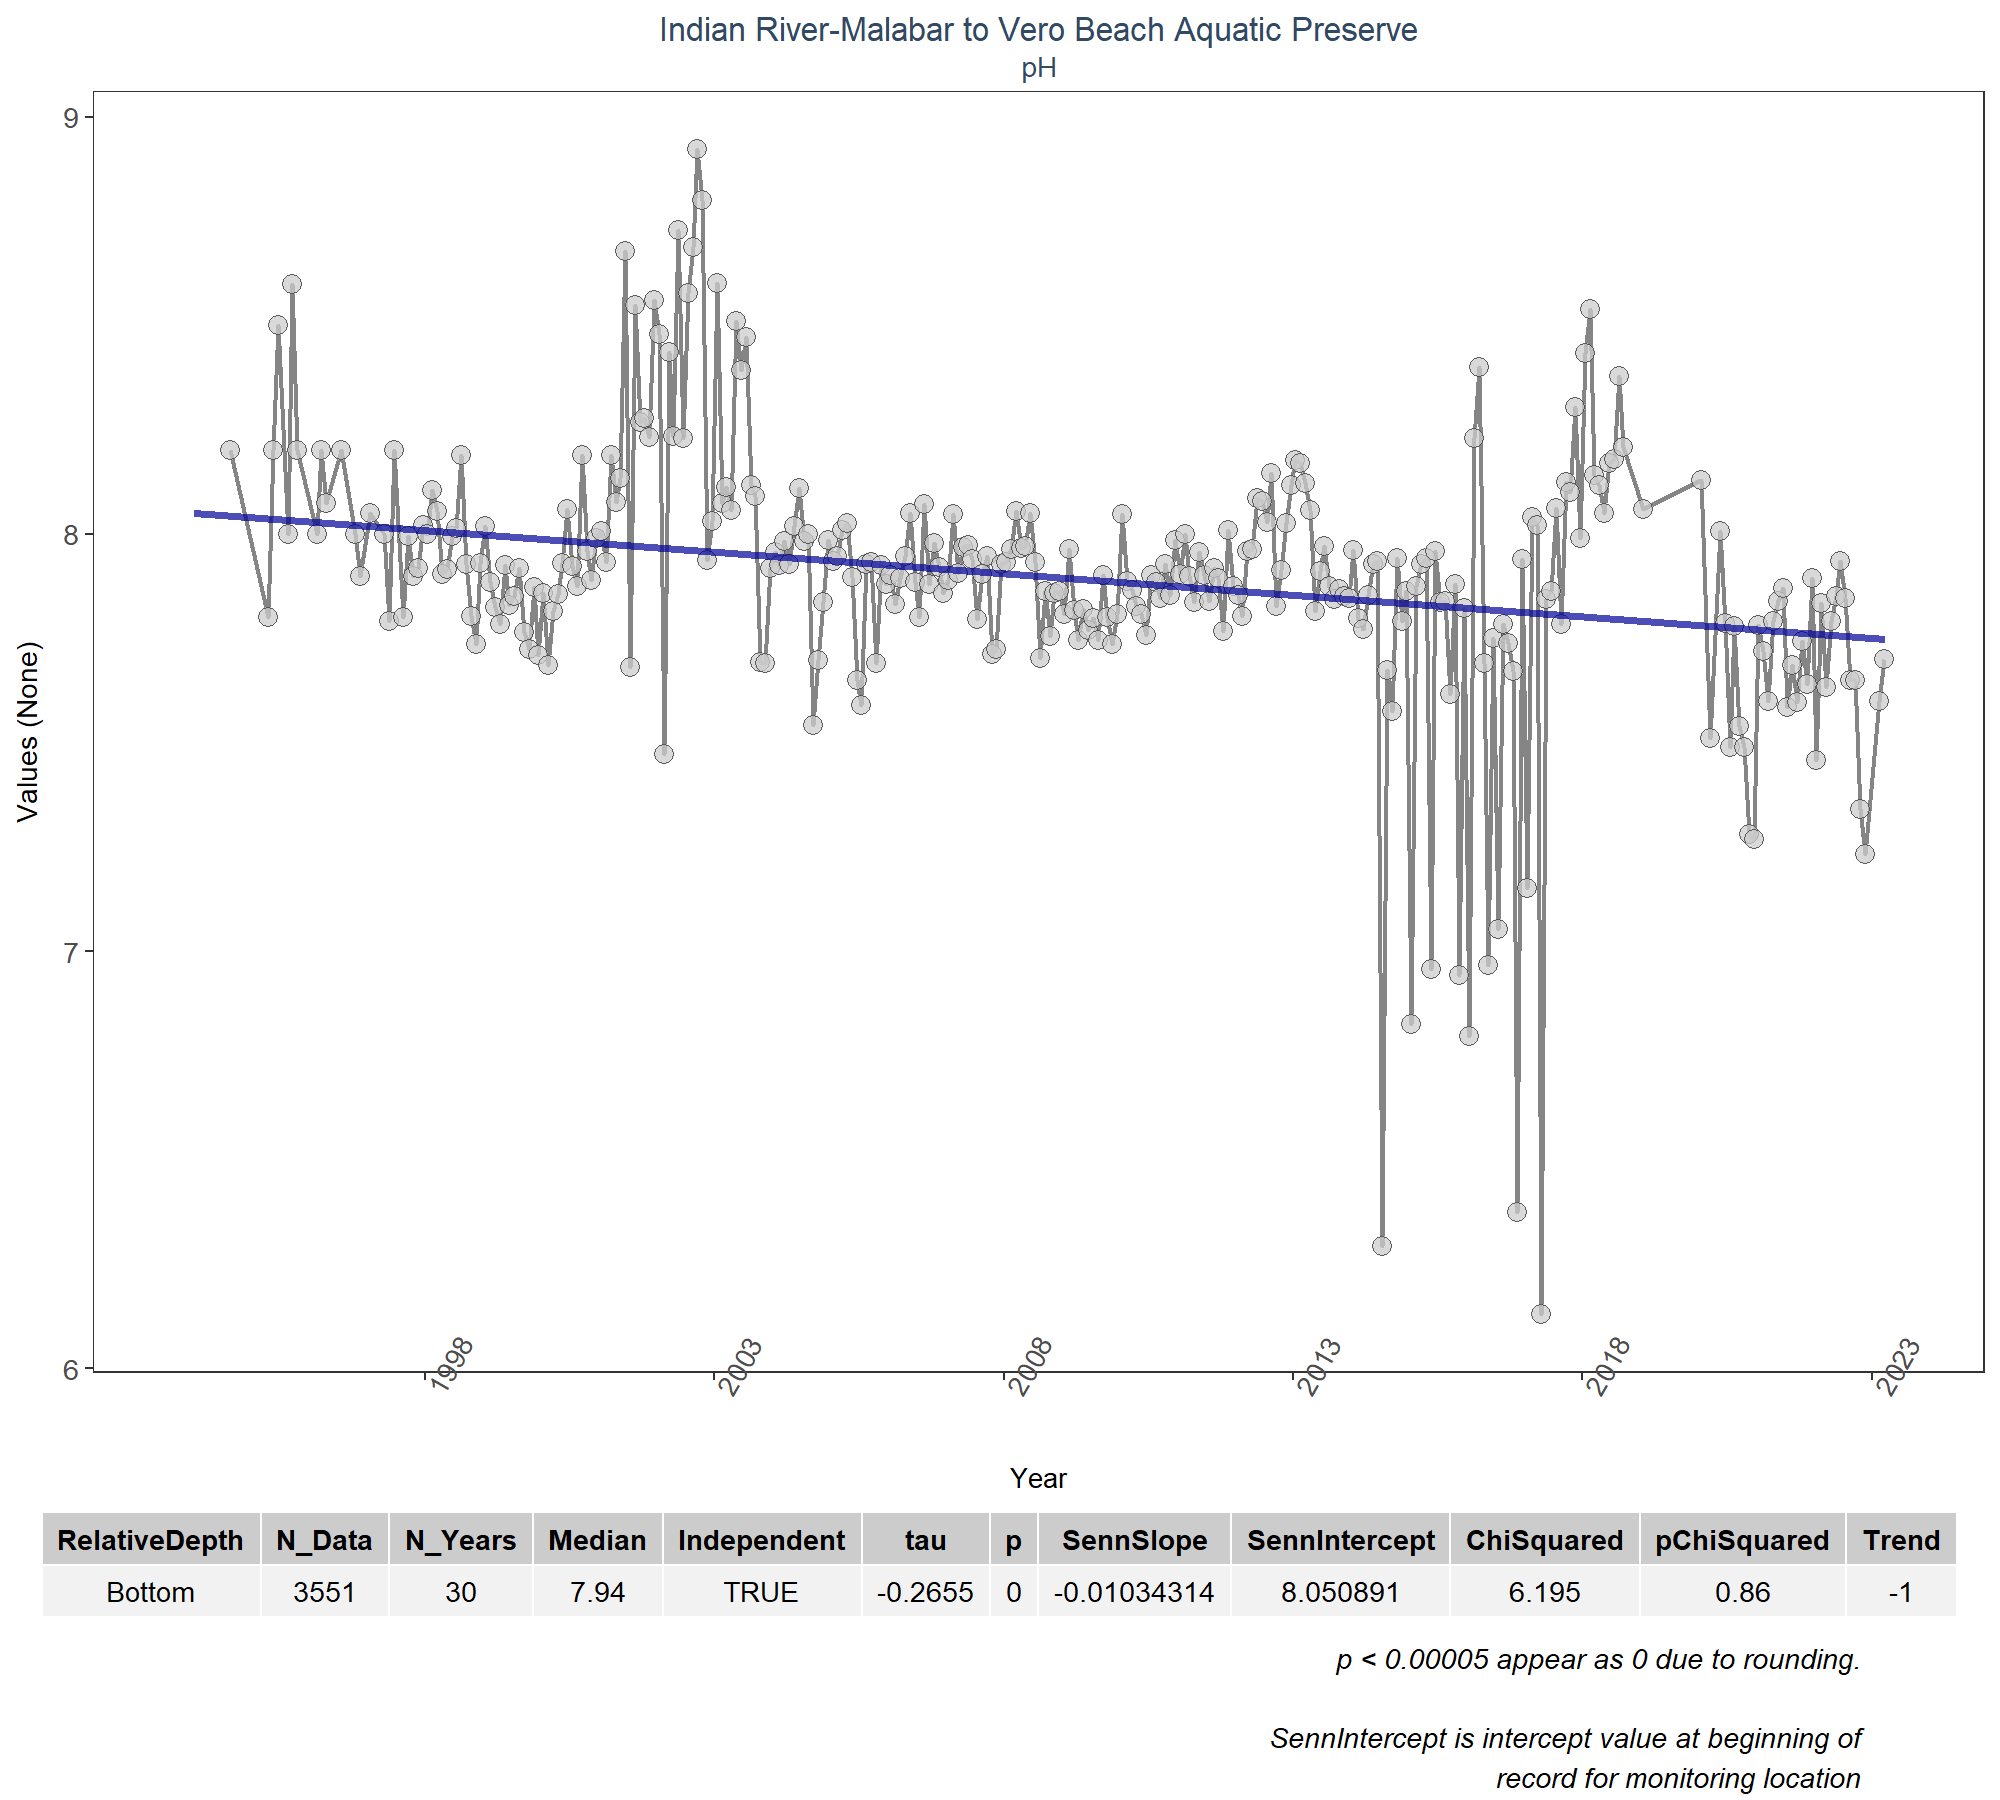 Indian River-Malabar to Vero Beach Aquatic Preserve
pH
9
8
7
6
Values (None)
1998
2003
2008
2013
2018
2023
Year
RelativeDepth N_Data N_Years Median Independent tau p SennSlope SennIntercept ChiSquared pChiSquared Trend
Bottom 3551 30 7.94 TRUE -0.2655 0 -0.01034314 8.050891 6.195 0.86 -1
p < 0.00005 appear as 0 due to rounding.
SennIntercept is intercept value at beginning of
record for monitoring location